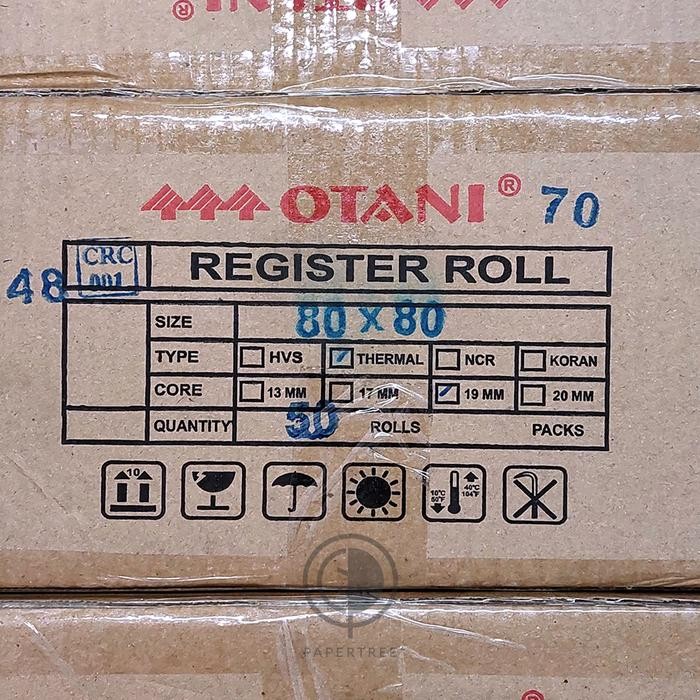 OTANI® 70
48 CRC 001 REGISTER ROLL
SIZE 80 x 80
TYPE HVS THERMAL NCR KORAN
CORE 13 MM 17 MM 19 MM 20 MM
QUANTITY 50 ROLLS PACKS
10 10°C 50°F 40°C 104°F
PAPERTREE